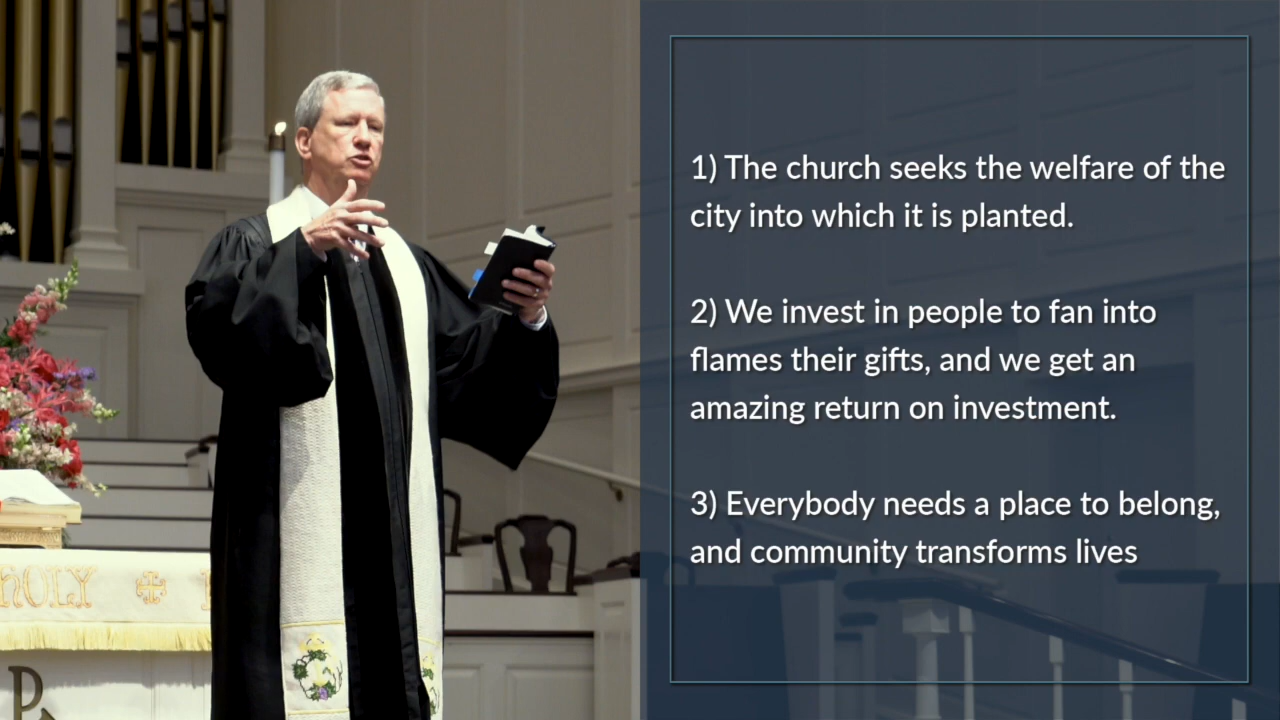 1) The church seeks the welfare of the
city into which it is planted.
2) We invest in people to fan into
flames their gifts, and we get an
amazing return on investment.
3) Everybody needs a place to belong,
and community transforms lives
HOLY